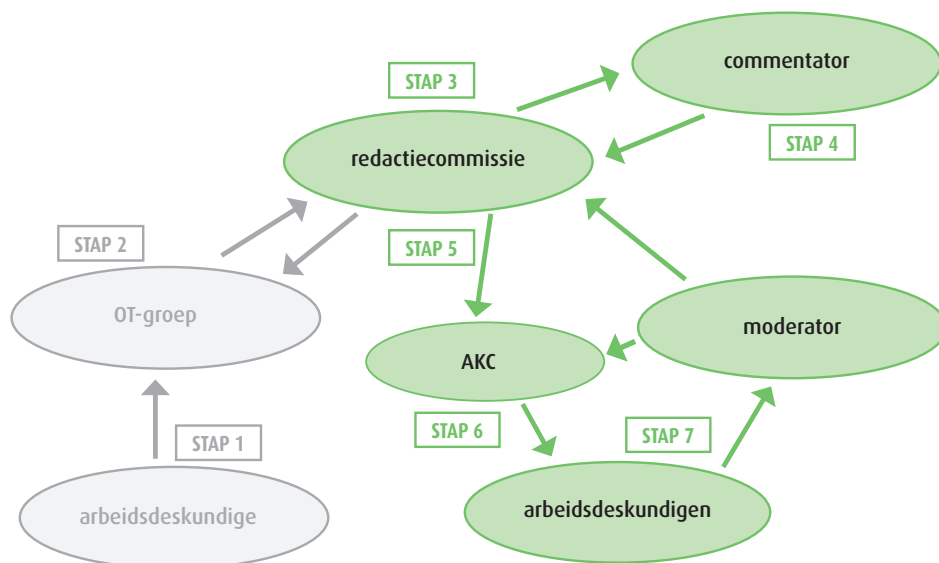 commentator
STAP 3
STAP 4
redactiecommissie
STAP 2
STAP 5
OT-groep
moderator
AKC
STAP 6
STAP 7
STAP 1
arbeidsdeskundige
arbeidsdeskundigen